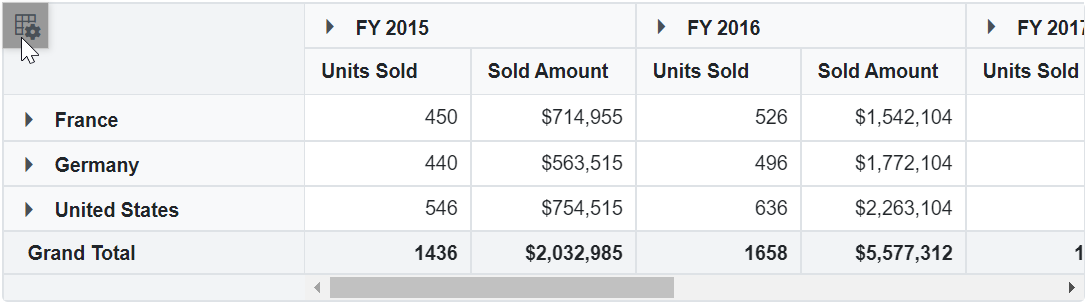 FY 2015 FY 2016 FY 2017
Units Sold Sold Amount Units Sold Sold Amount Units Sold
France 450 $714,955 526 $1,542,104
Germany 440 $563,515 496 $1,772,104
United States 546 $754,515 636 $2,263,104
Grand Total 1436 $2,032,985 1658 $5,577,312 1